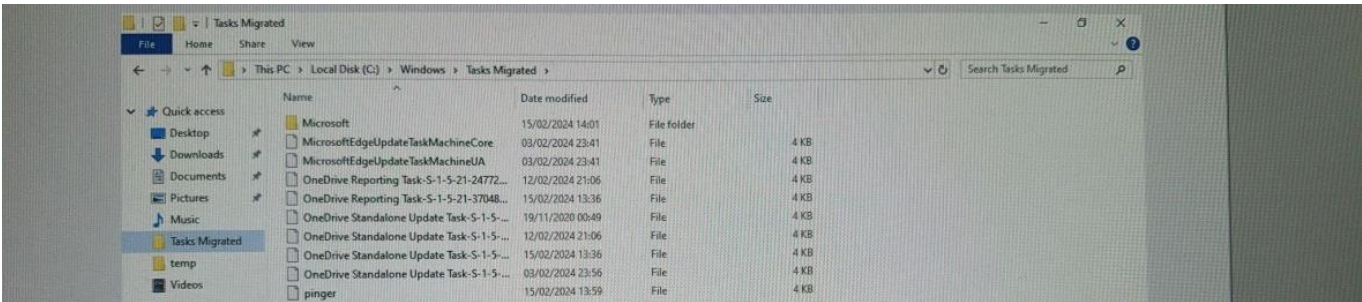 Tasks Migrated
File Home Share View
This PC > Local Disk (C:) > Windows > Tasks Migrated >
Search Tasks Migrated
Name Date modified Type Size
Quick access
Desktop
Downloads
Documents
Pictures
Music
Tasks Migrated
temp
Videos
Microsoft 15/02/2024 14:01 File folder
MicrosoftEdgeUpdateTaskMachineCore 03/02/2024 23:41 File 4 KB
MicrosoftEdgeUpdateTaskMachineUA 03/02/2024 23:41 File 4 KB
OneDrive Reporting Task-S-1-5-21-24772... 12/02/2024 21:06 File 4 KB
OneDrive Reporting Task-S-1-5-21-37048... 15/02/2024 13:36 File 4 KB
OneDrive Standalone Update Task-S-1-5-... 19/11/2020 00:49 File 4 KB
OneDrive Standalone Update Task-S-1-5-... 12/02/2024 21:06 File 4 KB
OneDrive Standalone Update Task-S-1-5-... 15/02/2024 13:36 File 4 KB
OneDrive Standalone Update Task-S-1-5-... 03/02/2024 23:56 File 4 KB
pinger 15/02/2024 13:59 File 4 KB